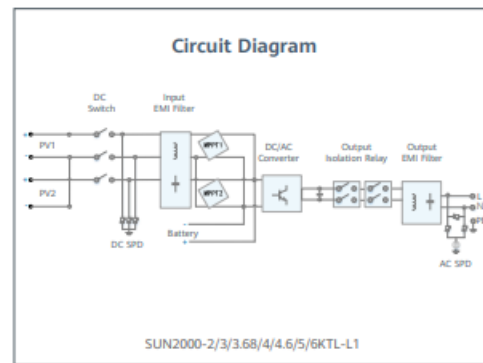 Circuit Diagram
DC
Switch
Input
EMI Filter
DC/AC
Converter
Output
Isolation Relay
Output
EMI Filter
+
PV1
-
+
PV2
-
MPPT1
MPPT2
L
N
PE
Battery
-
+
DC SPD
AC SPD
SUN2000-2/3/3.68/4/4.6/5/6KTL-L1